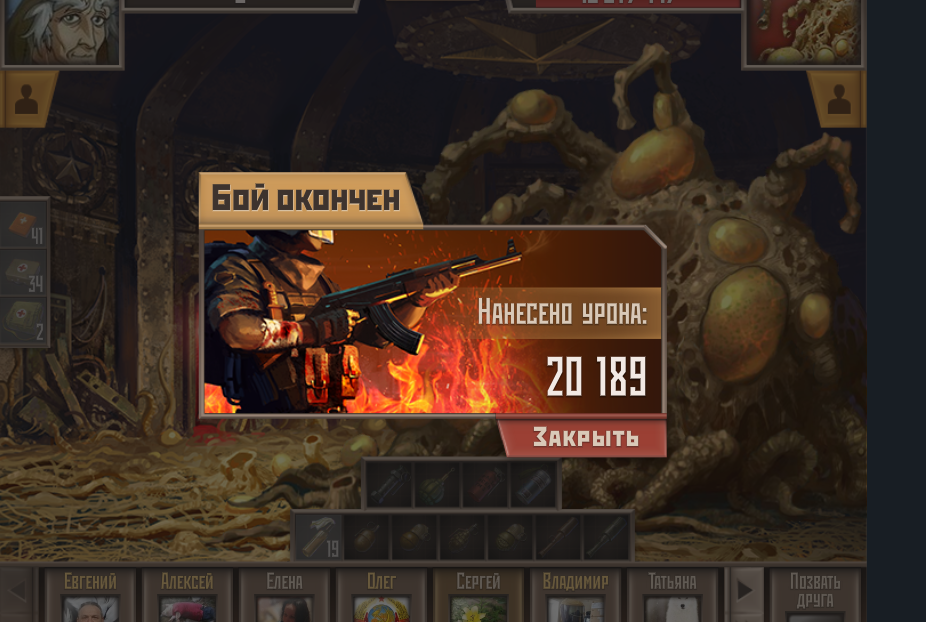 41
34
2
Бой окончен
Нанесено урона:
20 189
Закрыть
19
Евгений
Алексей
Елена
Олег
Сергей
Владимир
Татьяна
Позвать
друга